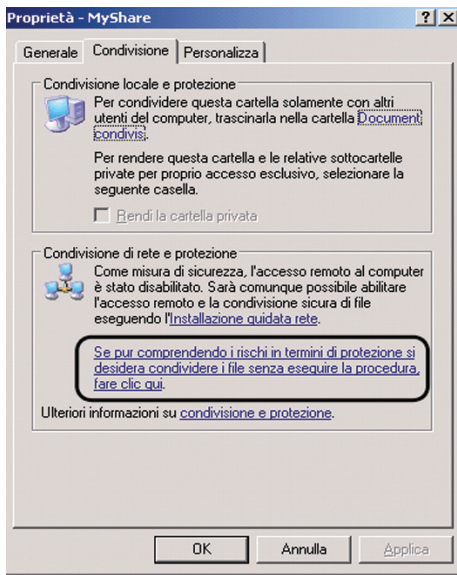 Proprietà - MyShare
Generale
Condivisione
Personalizza
Condivisione locale e protezione
Per condividere questa cartella solamente con altri
utenti del computer, trascinarla nella cartella Document
condivis.
Per rendere questa cartella e le relative sottocartelle
private per proprio accesso esclusivo, selezionare la
seguente casella.
Rendi la cartella privata
Condivisione di rete e protezione
Come misura di sicurezza, l'accesso remoto al computer
è stato disabilitato. Sarà comunque possibile abilitare
l'accesso remoto e la condivisione sicura di file
eseguendo l'Installazione guidata rete.
Se pur comprendendo i rischi in termini di protezione si
desidera condividere i file senza eseguire la procedura,
fare clic qui.
Ulteriori informazioni su condivisione e protezione.
OK
Annulla
Applica